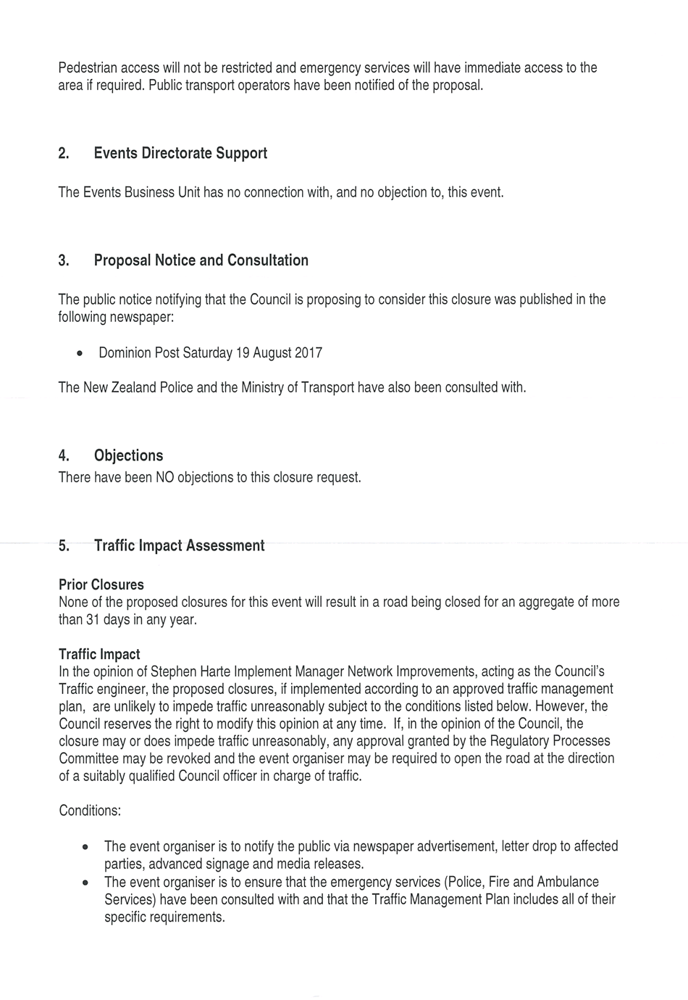 Pedestrian access will not be restricted and emergency services will have immediate access to the
area if required. Public transport operators have been notified of the proposal.
2. Events Directorate Support
The Events Business Unit has no connection with, and no objection to, this event.
3. Proposal Notice and Consultation
The public notice notifying that the Council is proposing to consider this closure was published in the
following newspaper:
• Dominion Post Saturday 19 August 2017
The New Zealand Police and the Ministry of Transport have also been consulted with.
4. Objections
There have been NO objections to this closure request.
5. Traffic Impact Assessment
Prior Closures
None of the proposed closures for this event will result in a road being closed for an aggregate of more
than 31 days in any year.
Traffic Impact
In the opinion of Stephen Harte Implement Manager Network Improvements, acting as the Council's
Traffic engineer, the proposed closures, if implemented according to an approved traffic management
plan, are unlikely to impede traffic unreasonably subject to the conditions listed below. However, the
Council reserves the right to modify this opinion at any time. If, in the opinion of the Council, the
closure may or does impede traffic unreasonably, any approval granted by the Regulatory Processes
Committee may be revoked and the event organiser may be required to open the road at the direction
of a suitably qualified Council officer in charge of traffic.
Conditions:
• The event organiser is to notify the public via newspaper advertisement, letter drop to affected
parties, advanced signage and media releases.
• The event organiser is to ensure that the emergency services (Police, Fire and Ambulance
Services) have been consulted with and that the Traffic Management Plan includes all of their
specific requirements.